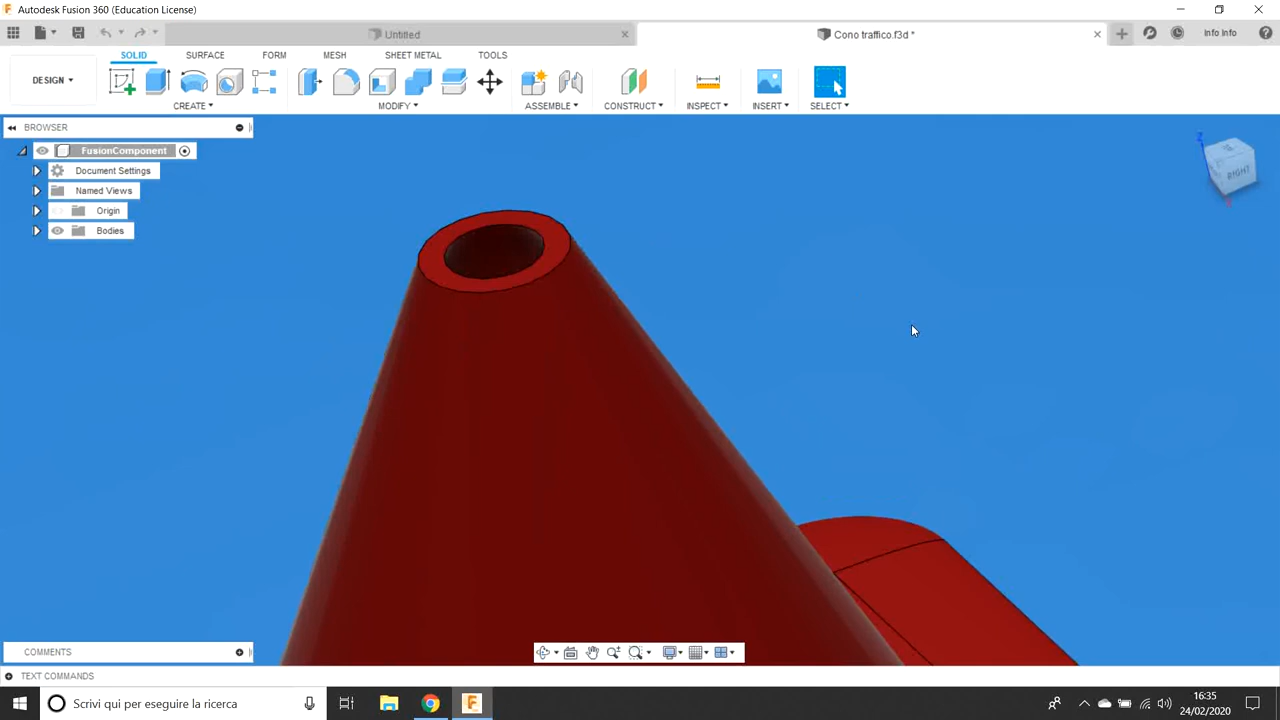 Autodesk Fusion 360 (Education License)
Untitled
Cono traffico.f3d *
Info Info
DESIGN
SOLID SURFACE FORM MESH SHEET METAL TOOLS
CREATE MODIFY ASSEMBLE CONSTRUCT INSPECT INSERT SELECT
BROWSER
FusionComponent
Document Settings
Named Views
Origin
Bodies
RIGHT
Z
COMMENTS
TEXT COMMANDS
Scrivi qui per eseguire la ricerca
16:35
24/02/2020